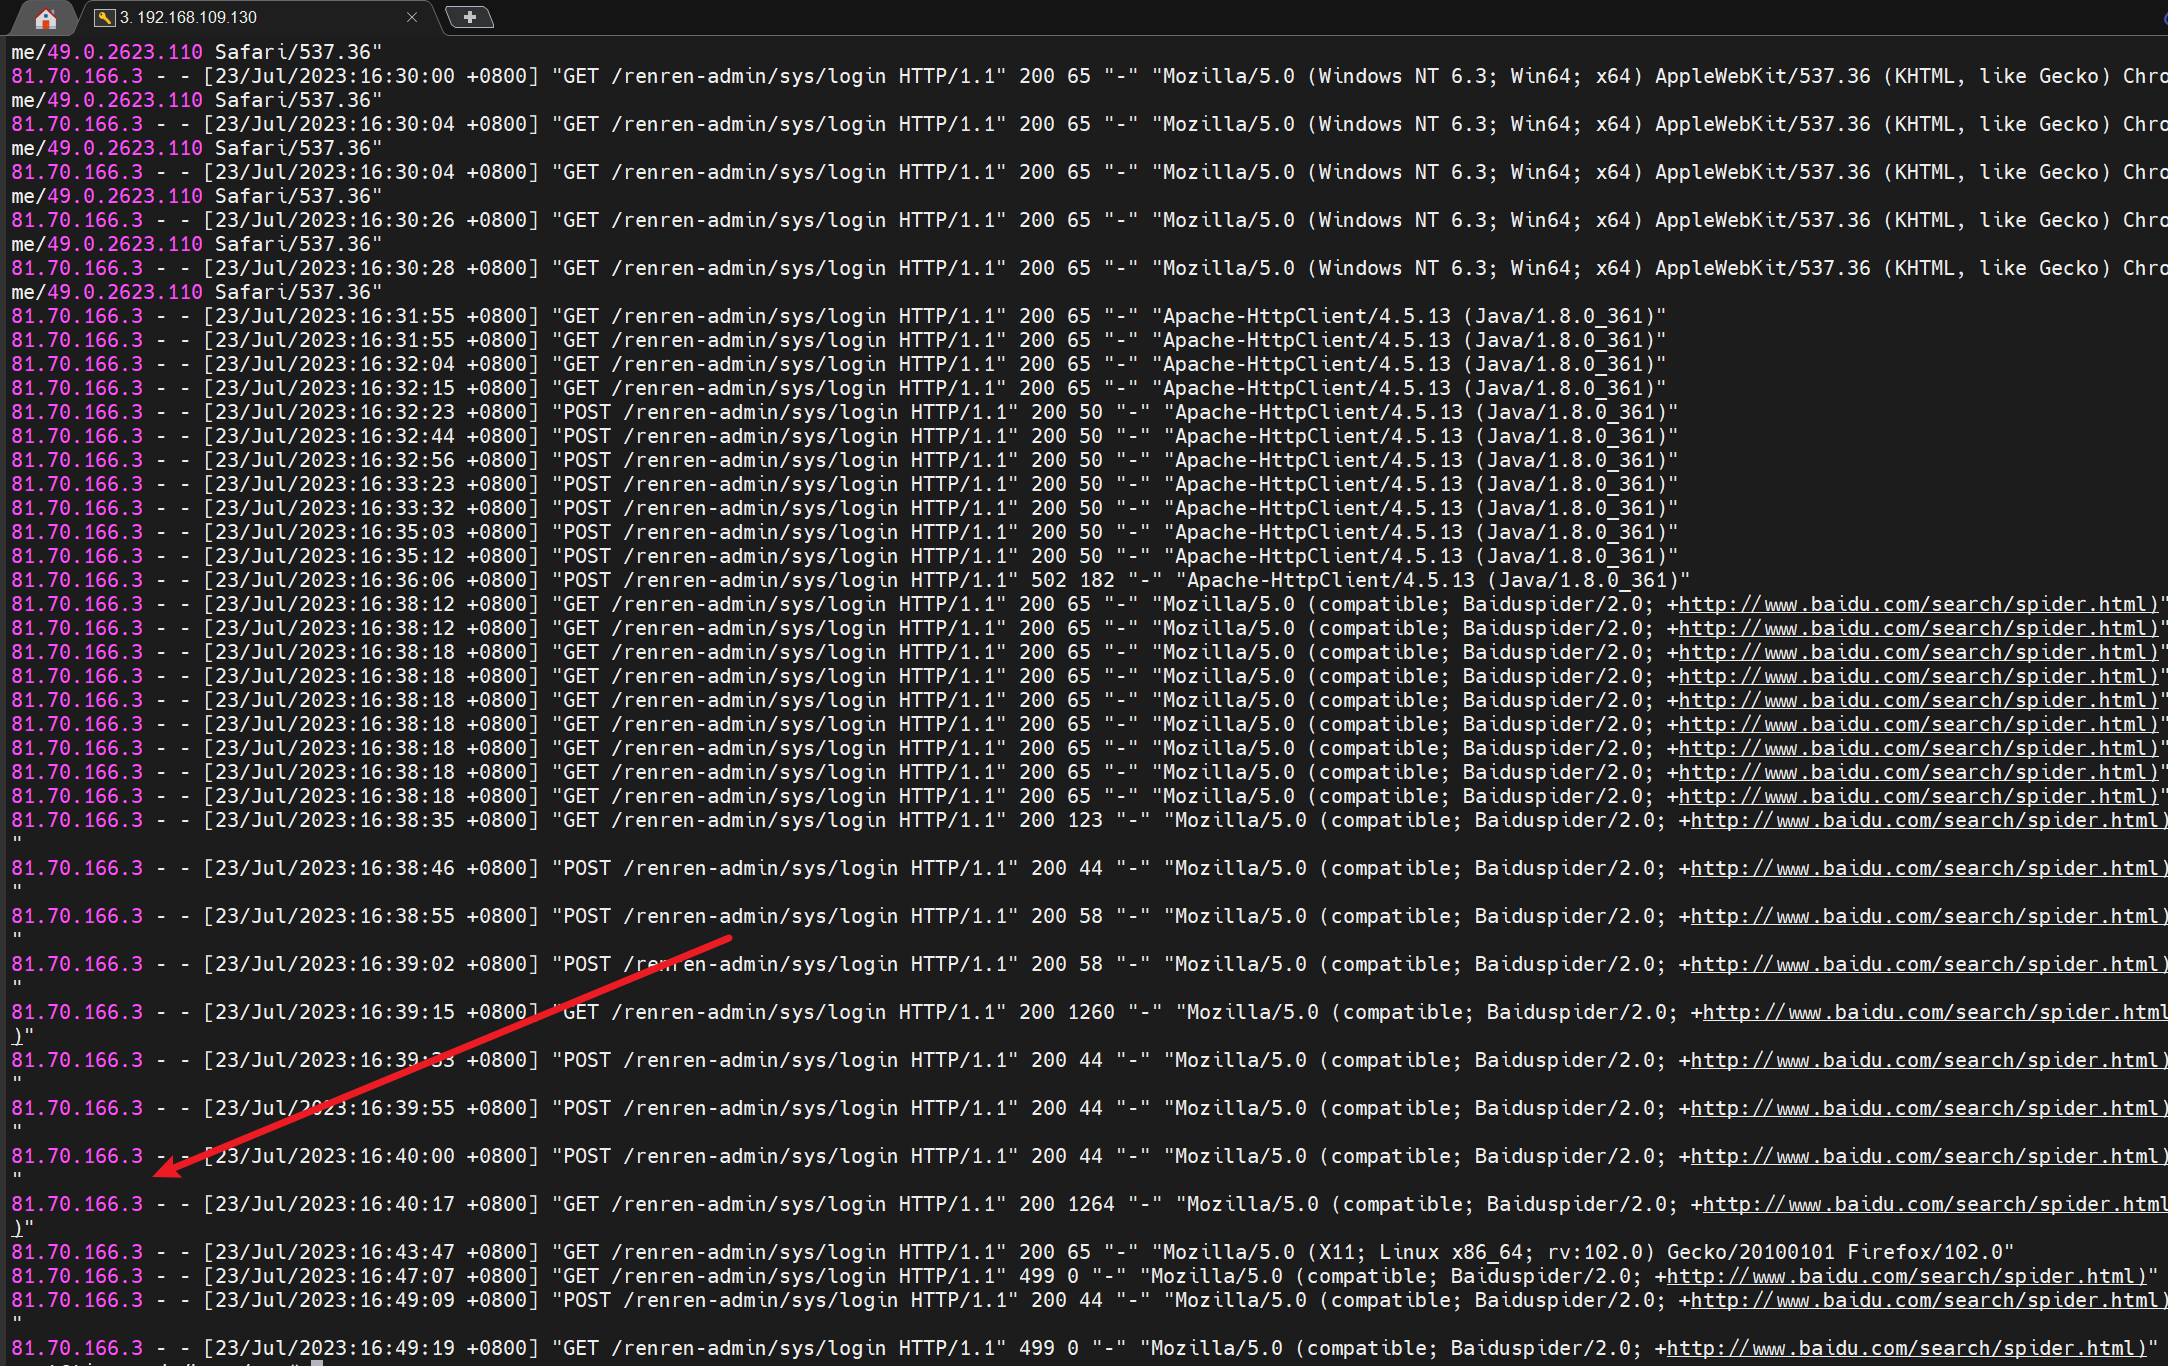 3. 192.168.109.130
me/49.0.2623.110 Safari/537.36"
81.70.166.3 - - [23/Jul/2023:16:30:00 +0800] "GET /renren-admin/sys/login HTTP/1.1" 200 65 "-" "Mozilla/5.0 (Windows NT 6.3; Win64; x64) AppleWebKit/537.36 (KHTML, like Gecko) Chro
me/49.0.2623.110 Safari/537.36"
81.70.166.3 - - [23/Jul/2023:16:30:04 +0800] "GET /renren-admin/sys/login HTTP/1.1" 200 65 "-" "Mozilla/5.0 (Windows NT 6.3; Win64; x64) AppleWebKit/537.36 (KHTML, like Gecko) Chro
me/49.0.2623.110 Safari/537.36"
81.70.166.3 - - [23/Jul/2023:16:30:04 +0800] "GET /renren-admin/sys/login HTTP/1.1" 200 65 "-" "Mozilla/5.0 (Windows NT 6.3; Win64; x64) AppleWebKit/537.36 (KHTML, like Gecko) Chro
me/49.0.2623.110 Safari/537.36"
81.70.166.3 - - [23/Jul/2023:16:30:26 +0800] "GET /renren-admin/sys/login HTTP/1.1" 200 65 "-" "Mozilla/5.0 (Windows NT 6.3; Win64; x64) AppleWebKit/537.36 (KHTML, like Gecko) Chro
me/49.0.2623.110 Safari/537.36"
81.70.166.3 - - [23/Jul/2023:16:30:28 +0800] "GET /renren-admin/sys/login HTTP/1.1" 200 65 "-" "Mozilla/5.0 (Windows NT 6.3; Win64; x64) AppleWebKit/537.36 (KHTML, like Gecko) Chro
me/49.0.2623.110 Safari/537.36"
81.70.166.3 - - [23/Jul/2023:16:31:55 +0800] "GET /renren-admin/sys/login HTTP/1.1" 200 65 "-" "Apache-HttpClient/4.5.13 (Java/1.8.0_361)"
81.70.166.3 - - [23/Jul/2023:16:31:55 +0800] "GET /renren-admin/sys/login HTTP/1.1" 200 65 "-" "Apache-HttpClient/4.5.13 (Java/1.8.0_361)"
81.70.166.3 - - [23/Jul/2023:16:32:04 +0800] "GET /renren-admin/sys/login HTTP/1.1" 200 65 "-" "Apache-HttpClient/4.5.13 (Java/1.8.0_361)"
81.70.166.3 - - [23/Jul/2023:16:32:15 +0800] "GET /renren-admin/sys/login HTTP/1.1" 200 65 "-" "Apache-HttpClient/4.5.13 (Java/1.8.0_361)"
81.70.166.3 - - [23/Jul/2023:16:32:23 +0800] "POST /renren-admin/sys/login HTTP/1.1" 200 50 "-" "Apache-HttpClient/4.5.13 (Java/1.8.0_361)"
81.70.166.3 - - [23/Jul/2023:16:32:44 +0800] "POST /renren-admin/sys/login HTTP/1.1" 200 50 "-" "Apache-HttpClient/4.5.13 (Java/1.8.0_361)"
81.70.166.3 - - [23/Jul/2023:16:32:56 +0800] "POST /renren-admin/sys/login HTTP/1.1" 200 50 "-" "Apache-HttpClient/4.5.13 (Java/1.8.0_361)"
81.70.166.3 - - [23/Jul/2023:16:33:23 +0800] "POST /renren-admin/sys/login HTTP/1.1" 200 50 "-" "Apache-HttpClient/4.5.13 (Java/1.8.0_361)"
81.70.166.3 - - [23/Jul/2023:16:33:32 +0800] "POST /renren-admin/sys/login HTTP/1.1" 200 50 "-" "Apache-HttpClient/4.5.13 (Java/1.8.0_361)"
81.70.166.3 - - [23/Jul/2023:16:35:03 +0800] "POST /renren-admin/sys/login HTTP/1.1" 200 50 "-" "Apache-HttpClient/4.5.13 (Java/1.8.0_361)"
81.70.166.3 - - [23/Jul/2023:16:35:12 +0800] "POST /renren-admin/sys/login HTTP/1.1" 200 50 "-" "Apache-HttpClient/4.5.13 (Java/1.8.0_361)"
81.70.166.3 - - [23/Jul/2023:16:36:06 +0800] "POST /renren-admin/sys/login HTTP/1.1" 502 182 "-" "Apache-HttpClient/4.5.13 (Java/1.8.0_361)"
81.70.166.3 - - [23/Jul/2023:16:38:12 +0800] "GET /renren-admin/sys/login HTTP/1.1" 200 65 "-" "Mozilla/5.0 (compatible; Baiduspider/2.0; +http://www.baidu.com/search/spider.html)"
81.70.166.3 - - [23/Jul/2023:16:38:12 +0800] "GET /renren-admin/sys/login HTTP/1.1" 200 65 "-" "Mozilla/5.0 (compatible; Baiduspider/2.0; +http://www.baidu.com/search/spider.html)"
81.70.166.3 - - [23/Jul/2023:16:38:18 +0800] "GET /renren-admin/sys/login HTTP/1.1" 200 65 "-" "Mozilla/5.0 (compatible; Baiduspider/2.0; +http://www.baidu.com/search/spider.html)"
81.70.166.3 - - [23/Jul/2023:16:38:18 +0800] "GET /renren-admin/sys/login HTTP/1.1" 200 65 "-" "Mozilla/5.0 (compatible; Baiduspider/2.0; +http://www.baidu.com/search/spider.html)"
81.70.166.3 - - [23/Jul/2023:16:38:18 +0800] "GET /renren-admin/sys/login HTTP/1.1" 200 65 "-" "Mozilla/5.0 (compatible; Baiduspider/2.0; +http://www.baidu.com/search/spider.html)"
81.70.166.3 - - [23/Jul/2023:16:38:18 +0800] "GET /renren-admin/sys/login HTTP/1.1" 200 65 "-" "Mozilla/5.0 (compatible; Baiduspider/2.0; +http://www.baidu.com/search/spider.html)"
81.70.166.3 - - [23/Jul/2023:16:38:18 +0800] "GET /renren-admin/sys/login HTTP/1.1" 200 65 "-" "Mozilla/5.0 (compatible; Baiduspider/2.0; +http://www.baidu.com/search/spider.html)"
81.70.166.3 - - [23/Jul/2023:16:38:18 +0800] "GET /renren-admin/sys/login HTTP/1.1" 200 65 "-" "Mozilla/5.0 (compatible; Baiduspider/2.0; +http://www.baidu.com/search/spider.html)"
81.70.166.3 - - [23/Jul/2023:16:38:18 +0800] "GET /renren-admin/sys/login HTTP/1.1" 200 65 "-" "Mozilla/5.0 (compatible; Baiduspider/2.0; +http://www.baidu.com/search/spider.html)"
81.70.166.3 - - [23/Jul/2023:16:38:35 +0800] "GET /renren-admin/sys/login HTTP/1.1" 200 123 "-" "Mozilla/5.0 (compatible; Baiduspider/2.0; +http://www.baidu.com/search/spider.html)
"
81.70.166.3 - - [23/Jul/2023:16:38:46 +0800] "POST /renren-admin/sys/login HTTP/1.1" 200 44 "-" "Mozilla/5.0 (compatible; Baiduspider/2.0; +http://www.baidu.com/search/spider.html)
"
81.70.166.3 - - [23/Jul/2023:16:38:55 +0800] "POST /renren-admin/sys/login HTTP/1.1" 200 58 "-" "Mozilla/5.0 (compatible; Baiduspider/2.0; +http://www.baidu.com/search/spider.html)
"
81.70.166.3 - - [23/Jul/2023:16:39:02 +0800] "POST /renren-admin/sys/login HTTP/1.1" 200 58 "-" "Mozilla/5.0 (compatible; Baiduspider/2.0; +http://www.baidu.com/search/spider.html)
"
81.70.166.3 - - [23/Jul/2023:16:39:15 +0800] "GET /renren-admin/sys/login HTTP/1.1" 200 1260 "-" "Mozilla/5.0 (compatible; Baiduspider/2.0; +http://www.baidu.com/search/spider.html
)"
81.70.166.3 - - [23/Jul/2023:16:39:33 +0800] "POST /renren-admin/sys/login HTTP/1.1" 200 44 "-" "Mozilla/5.0 (compatible; Baiduspider/2.0; +http://www.baidu.com/search/spider.html)
"
81.70.166.3 - - [23/Jul/2023:16:39:55 +0800] "POST /renren-admin/sys/login HTTP/1.1" 200 44 "-" "Mozilla/5.0 (compatible; Baiduspider/2.0; +http://www.baidu.com/search/spider.html)
"
81.70.166.3 - - [23/Jul/2023:16:40:00 +0800] "POST /renren-admin/sys/login HTTP/1.1" 200 44 "-" "Mozilla/5.0 (compatible; Baiduspider/2.0; +http://www.baidu.com/search/spider.html)
"
81.70.166.3 - - [23/Jul/2023:16:40:17 +0800] "GET /renren-admin/sys/login HTTP/1.1" 200 1264 "-" "Mozilla/5.0 (compatible; Baiduspider/2.0; +http://www.baidu.com/search/spider.html
)"
81.70.166.3 - - [23/Jul/2023:16:43:47 +0800] "GET /renren-admin/sys/login HTTP/1.1" 200 65 "-" "Mozilla/5.0 (X11; Linux x86_64; rv:102.0) Gecko/20100101 Firefox/102.0"
81.70.166.3 - - [23/Jul/2023:16:47:07 +0800] "GET /renren-admin/sys/login HTTP/1.1" 499 0 "-" "Mozilla/5.0 (compatible; Baiduspider/2.0; +http://www.baidu.com/search/spider.html)"
81.70.166.3 - - [23/Jul/2023:16:49:09 +0800] "POST /renren-admin/sys/login HTTP/1.1" 200 44 "-" "Mozilla/5.0 (compatible; Baiduspider/2.0; +http://www.baidu.com/search/spider.html)
"
81.70.166.3 - - [23/Jul/2023:16:49:19 +0800] "GET /renren-admin/sys/login HTTP/1.1" 499 0 "-" "Mozilla/5.0 (compatible; Baiduspider/2.0; +http://www.baidu.com/search/spider.html)"